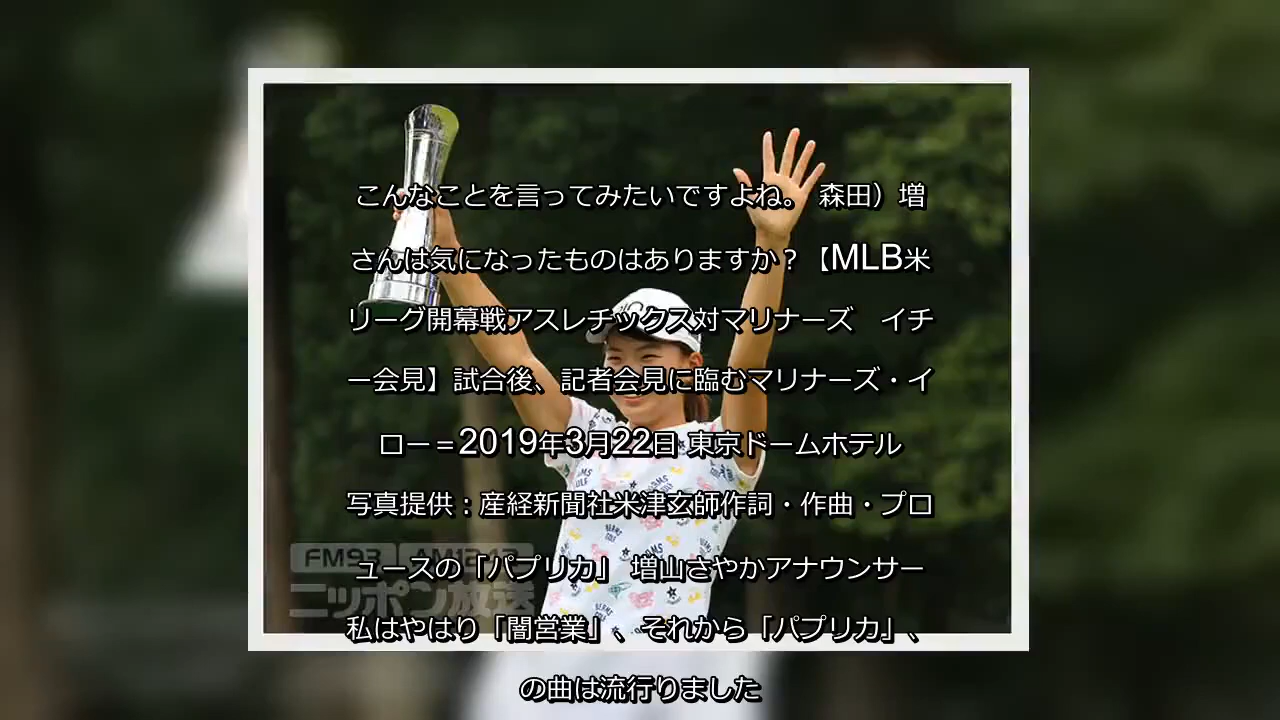 こんなことを言ってみたいですよね。 森田）増
さんは気になったものはありますか？【MLB米
リーグ開幕戦アスレチックス対マリナーズ　イチ
ー会見】試合後、記者会見に臨むマリナーズ・イ
ロー＝2019年3月22日 東京ドームホテル
写真提供：産経新聞社米津玄師作詞・作曲・プロ
ュースの「パプリカ」 増山さやかアナウンサー
FM93 AM1242
ニッポン放送
私はやはり「闇営業」、それから「パプリカ」、
の曲は流行りました